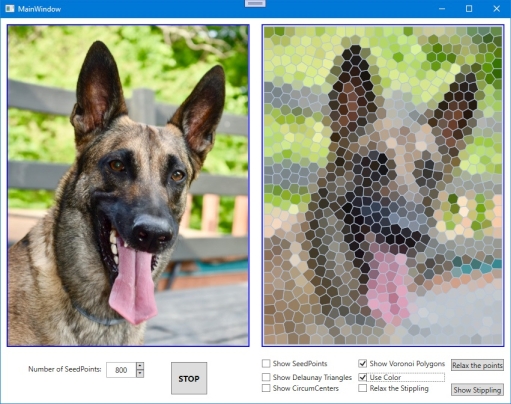 MainWindow
Number of SeedPoints: 800
STOP
Show SeedPoints
Show Voronoi Polygons
Relax the points
Show Delaunay Triangles
Use Color
Show CircumCenters
Relax the Stippling
Show Stippling